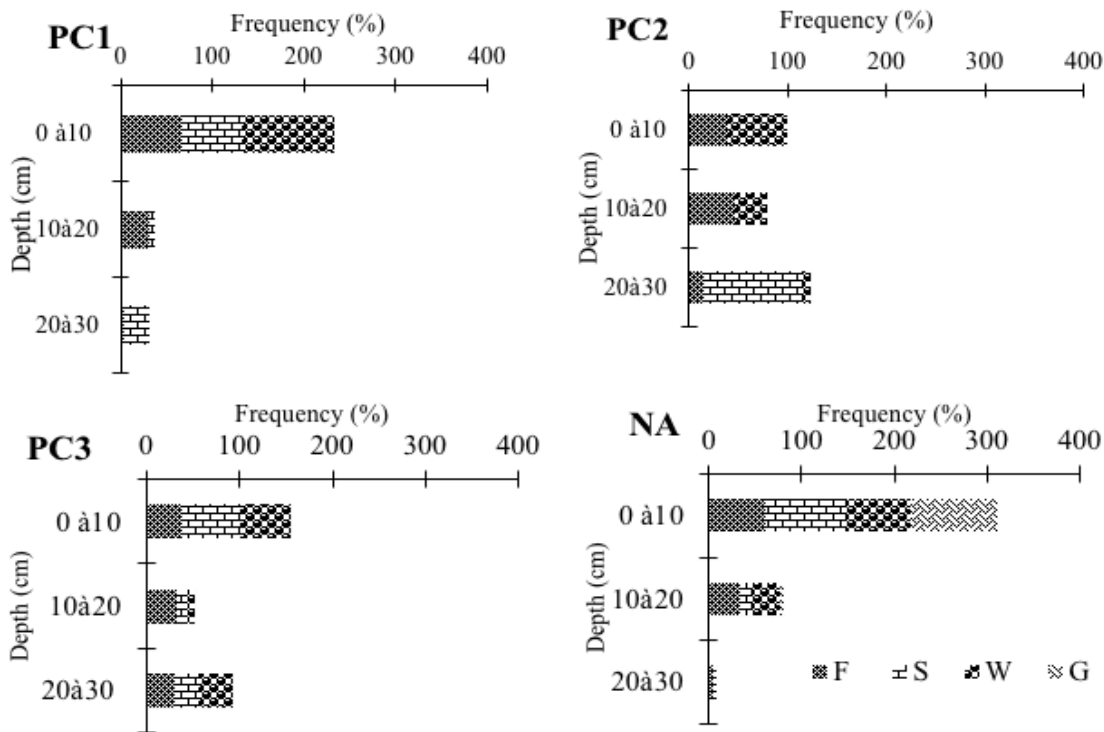 PC1
Frequency (%)
0 100 200 300 400
Depth (cm)
0 à10
10à20
20à30
PC2
Frequency (%)
0 100 200 300 400
Depth (cm)
0 à10
10à20
20à30
PC3
Frequency (%)
0 100 200 300 400
Depth (cm)
0 à10
10à20
20à30
NA
Frequency (%)
0 100 200 300 400
Depth (cm)
0 à10
10à20
20à30
F S W G